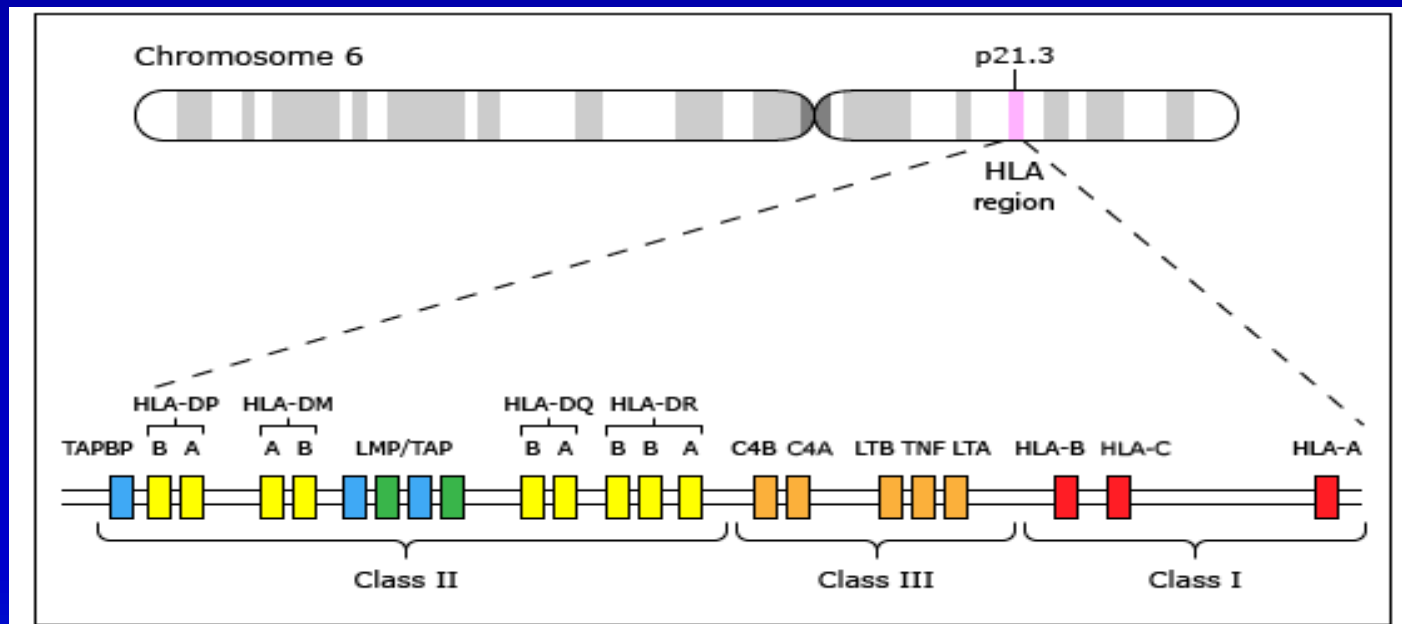 Chromosome 6
p21.3
HLA
region
HLA-DP HLA-DM HLA-DQ HLA-DR
TAPBP B A A B LMP/TAP B A B B A C4B C4A LTB TNF LTA HLA-B HLA-C HLA-A
Class II Class III Class I